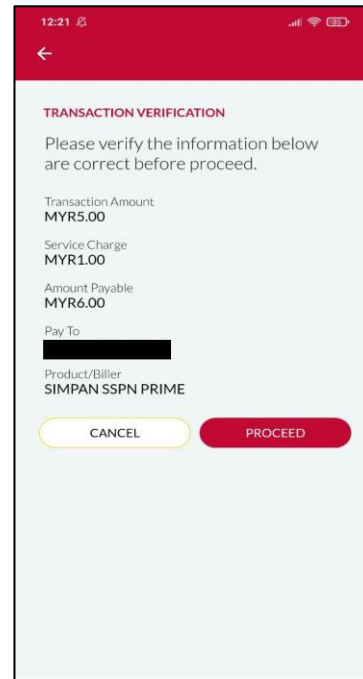 12:21
TRANSACTION VERIFICATION
Please verify the information below
are correct before proceed.
Transaction Amount
MYR5.00
Service Charge
MYR1.00
Amount Payable
MYR6.00
Pay To
Product/Biller
SIMPAN SSPN PRIME
CANCEL PROCEED